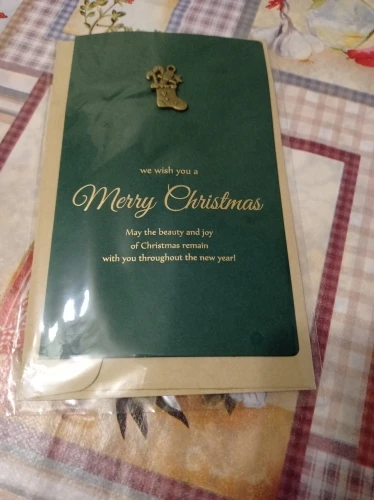 we wish you a
Merry Christmas
May the beauty and joy
of Christmas remain
with you throughout the new year!